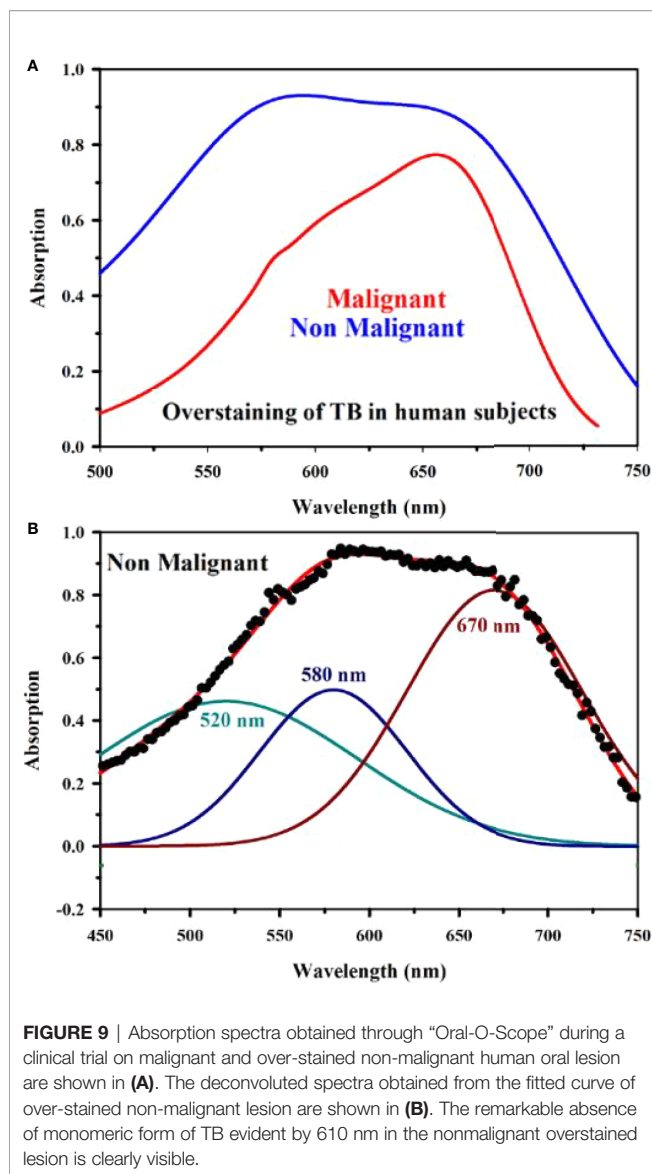 A
1.0
0.8
0.6
0.4
0.2
0.0
Absorption
Malignant
Non Malignant
Overstaining of TB in human subjects
500 550 600 650 700 750
Wavelength (nm)
B
1.0
0.8
0.6
0.4
0.2
0.0
-0.2
Absorption
Non Malignant
670 nm
580 nm
520 nm
450 500 550 600 650 700 750
Wavelength (nm)
FIGURE 9 | Absorption spectra obtained through “Oral-O-Scope” during a
clinical trial on malignant and over-stained non-malignant human oral lesion
are shown in (A). The deconvoluted spectra obtained from the fitted curve of
over-stained non-malignant lesion are shown in (B). The remarkable absence
of monomeric form of TB evident by 610 nm in the nonmalignant overstained
lesion is clearly visible.